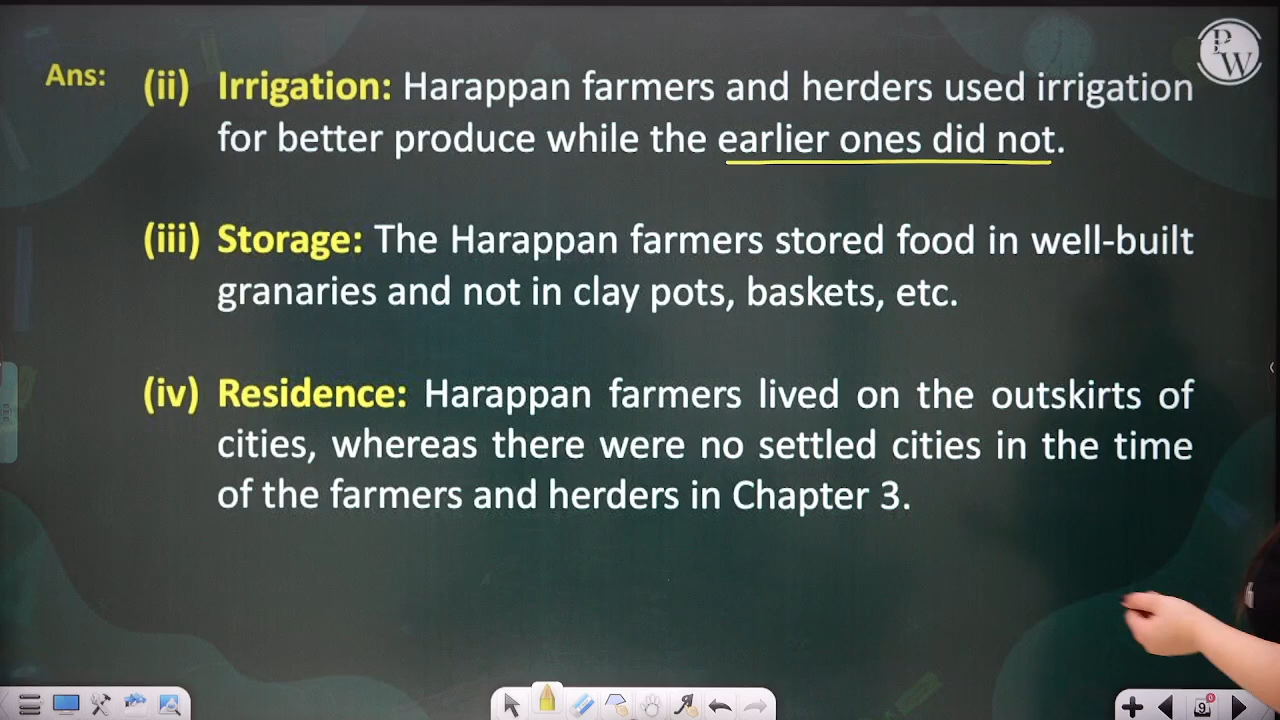 PW
Ans: (ii) Irrigation: Harappan farmers and herders used irrigation
for better produce while the earlier ones did not.
(iii) Storage: The Harappan farmers stored food in well-built
granaries and not in clay pots, baskets, etc.
(iv) Residence: Harappan farmers lived on the outskirts of
cities, whereas there were no settled cities in the time
of the farmers and herders in Chapter 3.
9
0